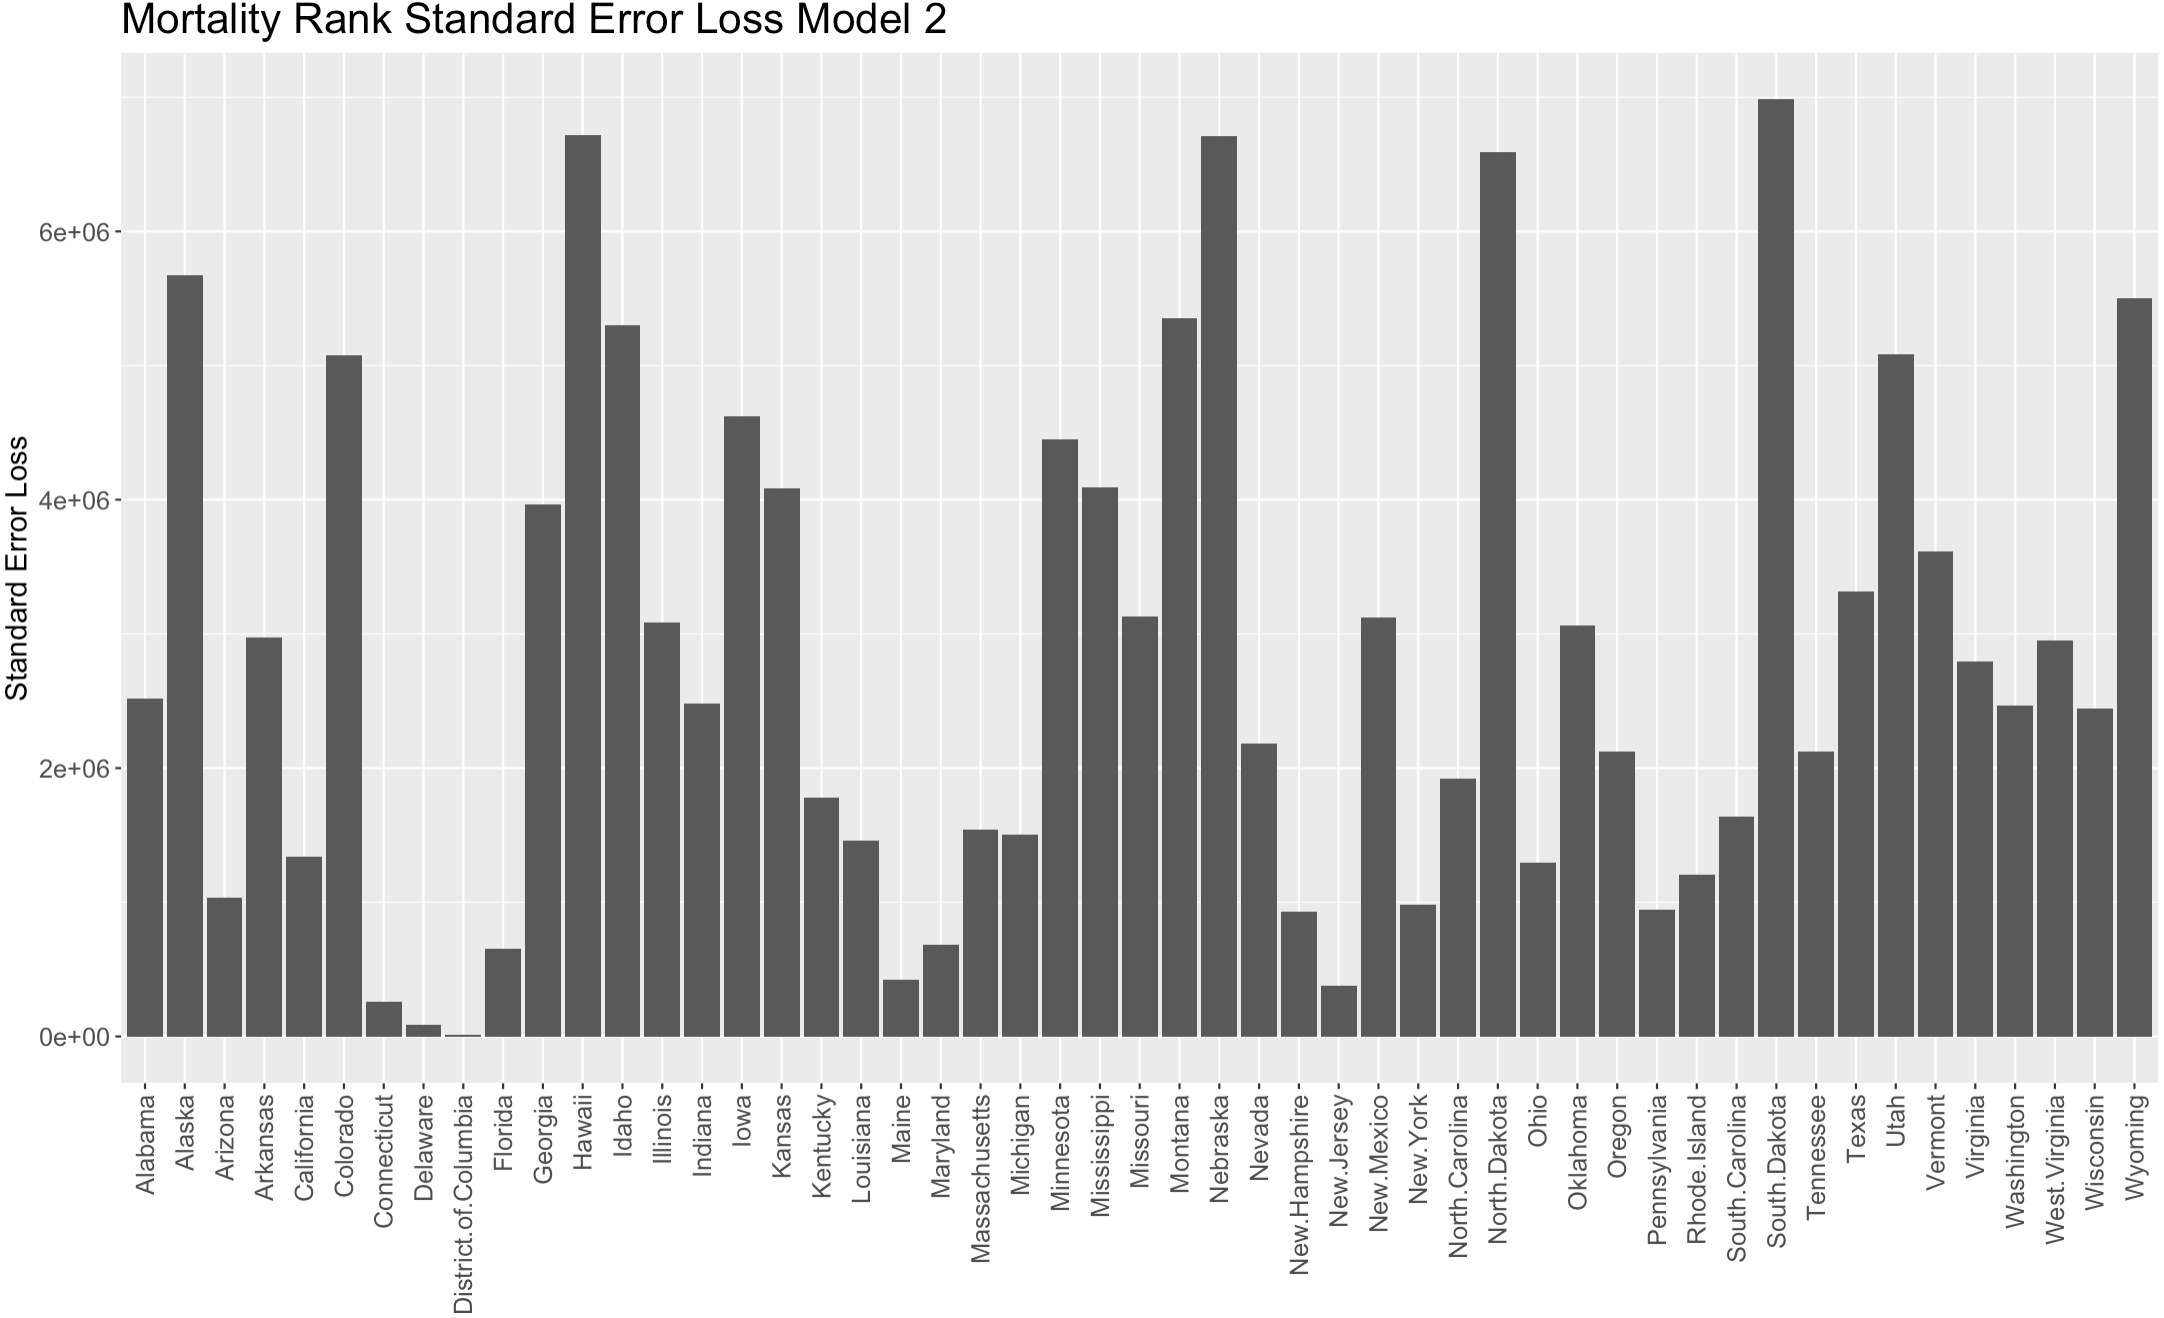 Mortality Rank Standard Error Loss Model 2
Standard Error Loss
6e+06
4e+06
2e+06
0e+00
Alabama
Alaska
Arizona
Arkansas
California
Colorado
Connecticut
Delaware
District.of.Columbia
Florida
Georgia
Hawaii
Idaho
Illinois
Indiana
Iowa
Kansas
Kentucky
Louisiana
Maine
Maryland
Massachusetts
Michigan
Minnesota
Mississippi
Missouri
Montana
Nebraska
Nevada
New.Hampshire
New.Jersey
New.Mexico
New.York
North.Carolina
North.Dakota
Ohio
Oklahoma
Oregon
Pennsylvania
Rhode.Island
South.Carolina
South.Dakota
Tennessee
Texas
Utah
Vermont
Virginia
Washington
West.Virginia
Wisconsin
Wyoming